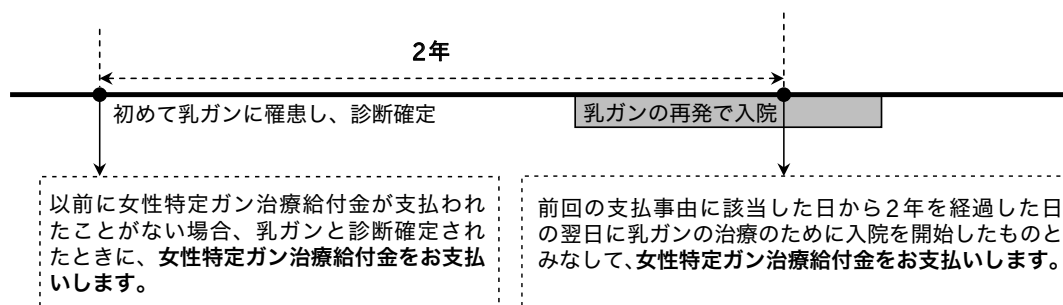 2年
初めて乳ガンに罹患し、診断確定
乳ガンの再発で入院
以前に女性特定ガン治療給付金が支払われ
たことがない場合、乳ガンと診断確定され
たときに、女性特定ガン治療給付金をお支払
いします。
前回の支払事由に該当した日から2年を経過した日
の翌日に乳ガンの治療のために入院を開始したものと
みなして、女性特定ガン治療給付金をお支払いします。